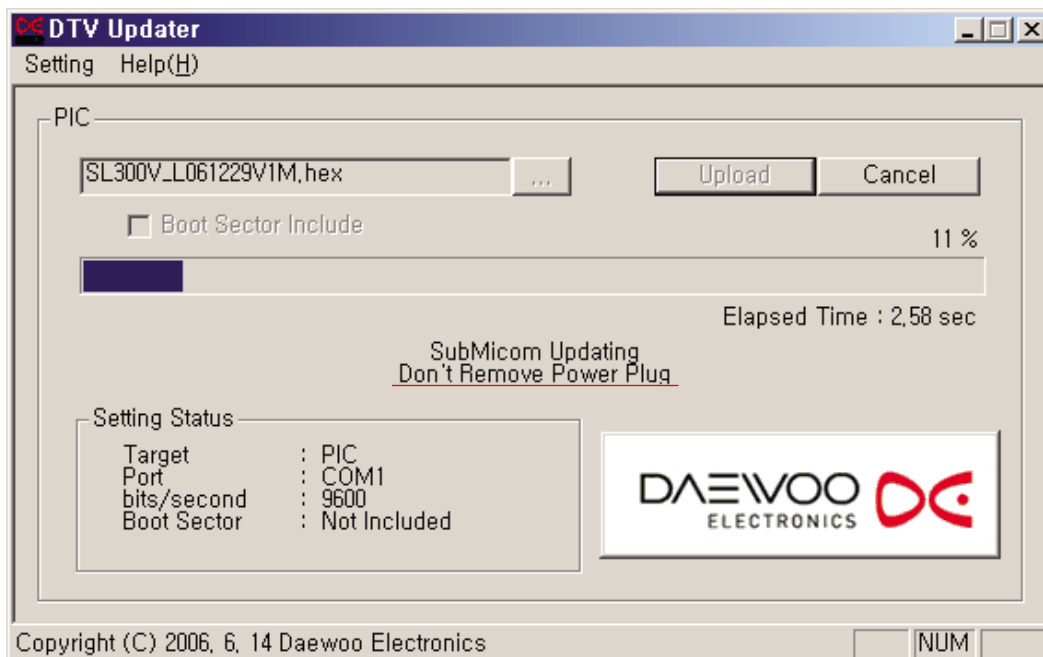 DTV Updater
Setting Help(H)
PIC
SL300V_L061229V1M.hex ... Upload Cancel
Boot Sector Include
11 %
Elapsed Time : 2.58 sec
SubMicom Updating
Don't Remove Power Plug
Setting Status
Target : PIC
Port : COM1
bits/second : 9600
Boot Sector : Not Included
DAEWOO
ELECTRONICS
Copyright (C) 2006, 6, 14 Daewoo Electronics NUM